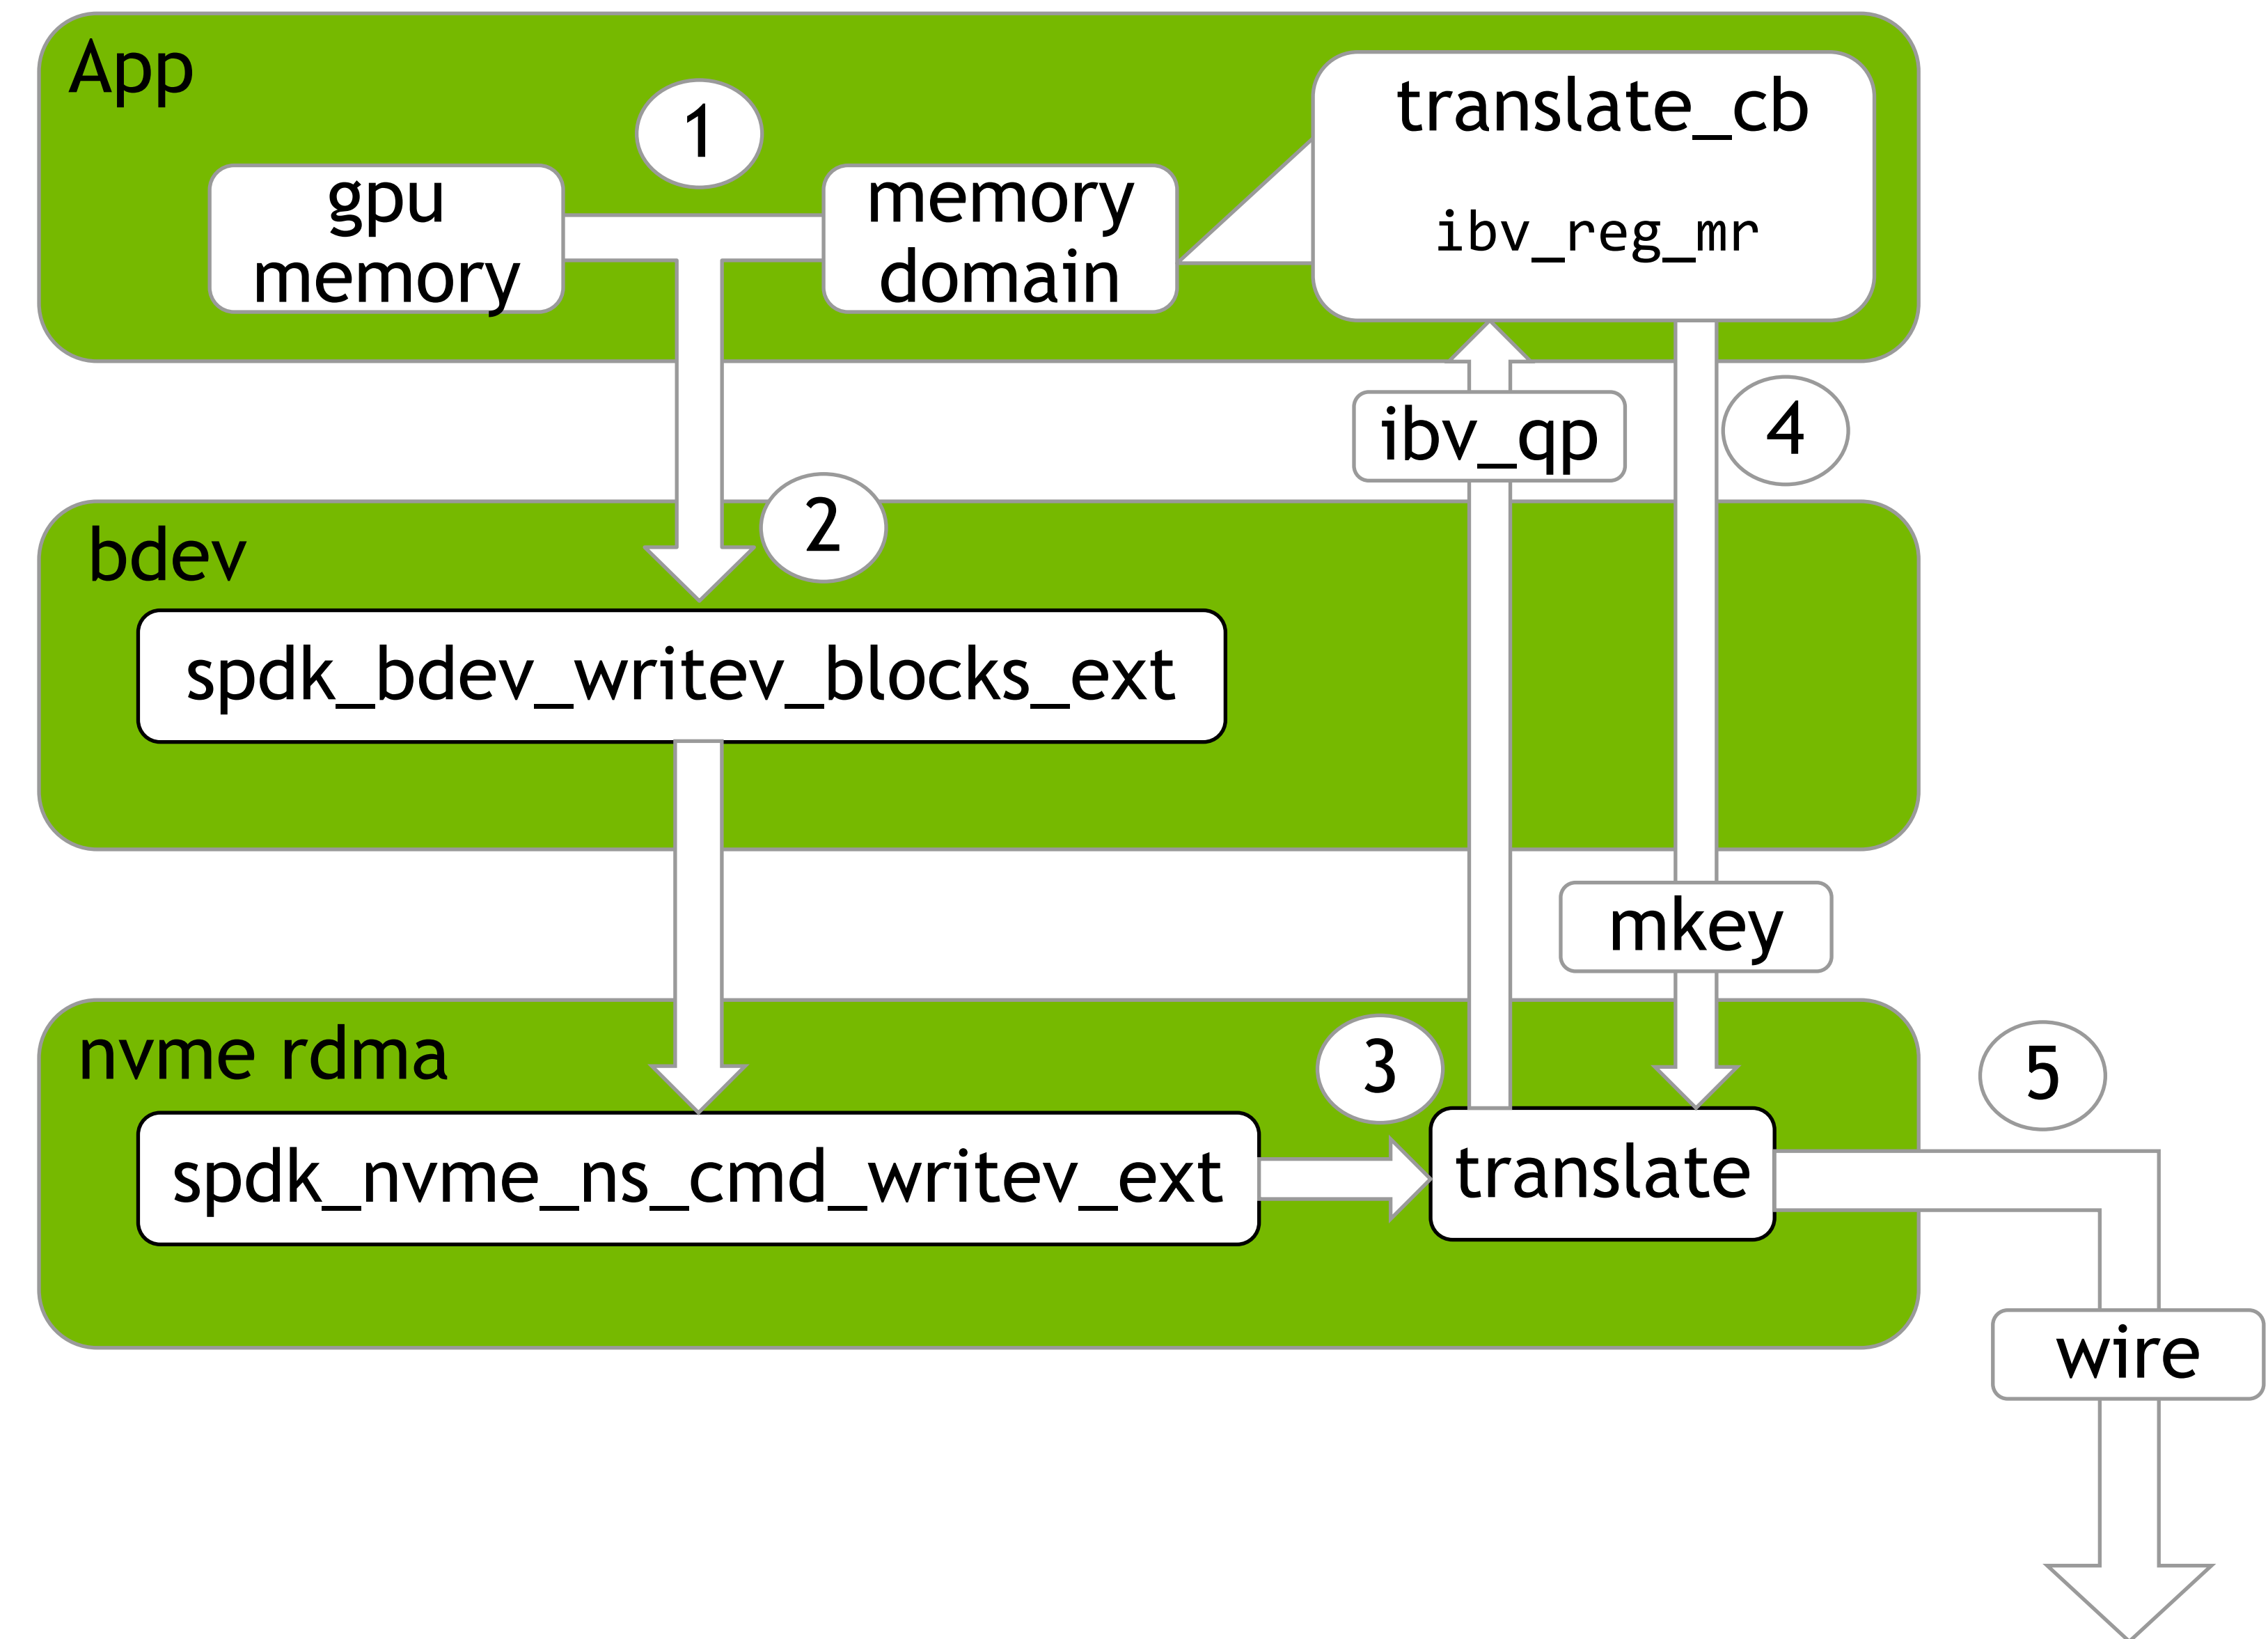 App
1
translate_cb
gpu
memory
memory
domain
ibv_reg_mr
ibv_qp
4
2
bdev
spdk_bdev_writev_blocks_ext
mkey
nvme rdma
3
5
spdk_nvme_ns_cmd_writev_ext
translate
wire